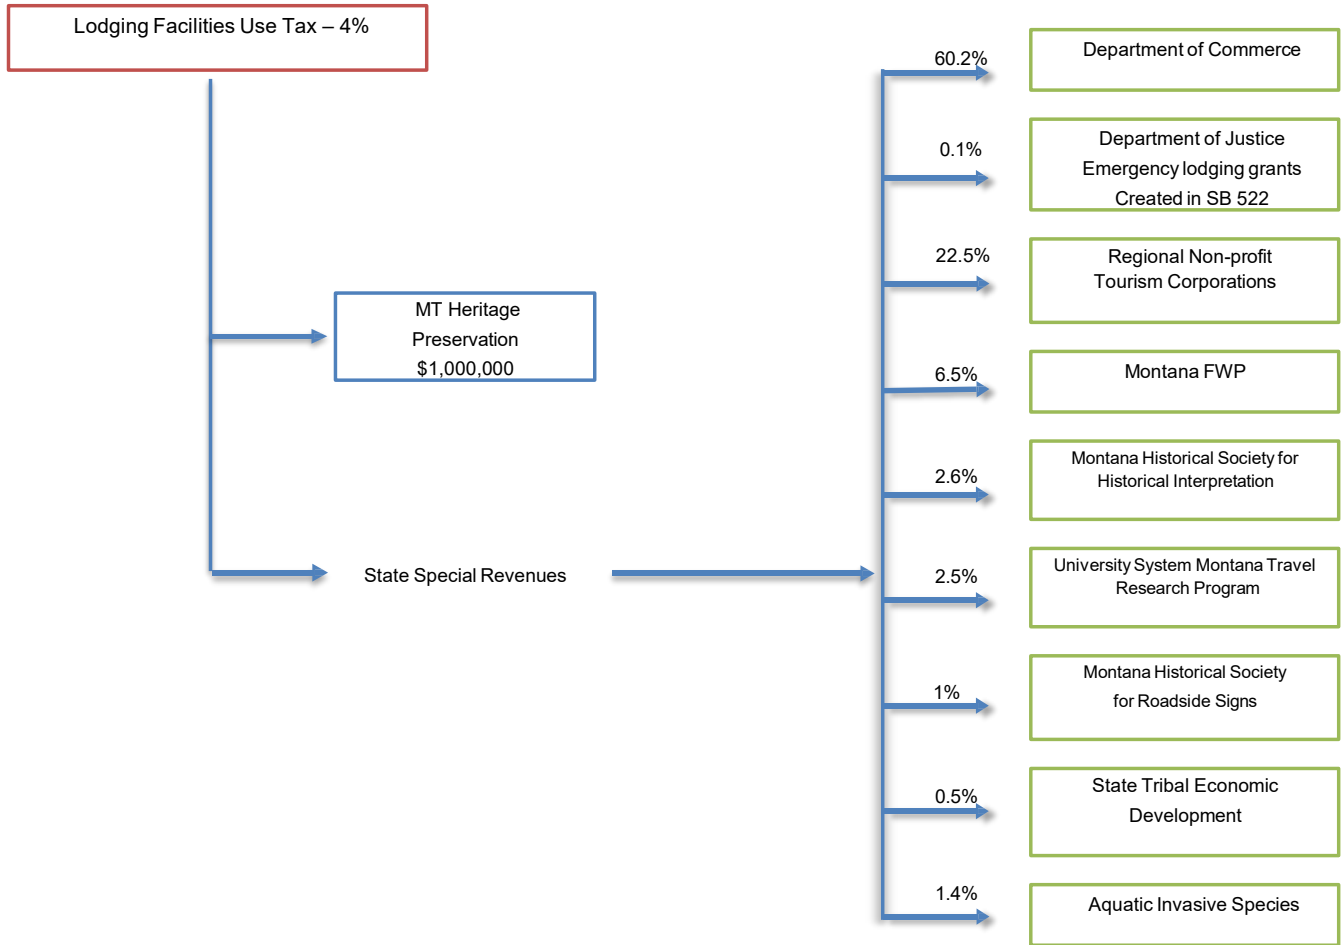 Lodging Facilities Use Tax – 4%
MT Heritage
Preservation
$1,000,000
State Special Revenues
60.2%
Department of Commerce
0.1%
Department of Justice
Emergency lodging grants
Created in SB 522
22.5%
Regional Non-profit
Tourism Corporations
6.5%
Montana FWP
2.6%
Montana Historical Society for
Historical Interpretation
2.5%
University System Montana Travel
Research Program
1%
Montana Historical Society
for Roadside Signs
0.5%
State Tribal Economic
Development
1.4%
Aquatic Invasive Species